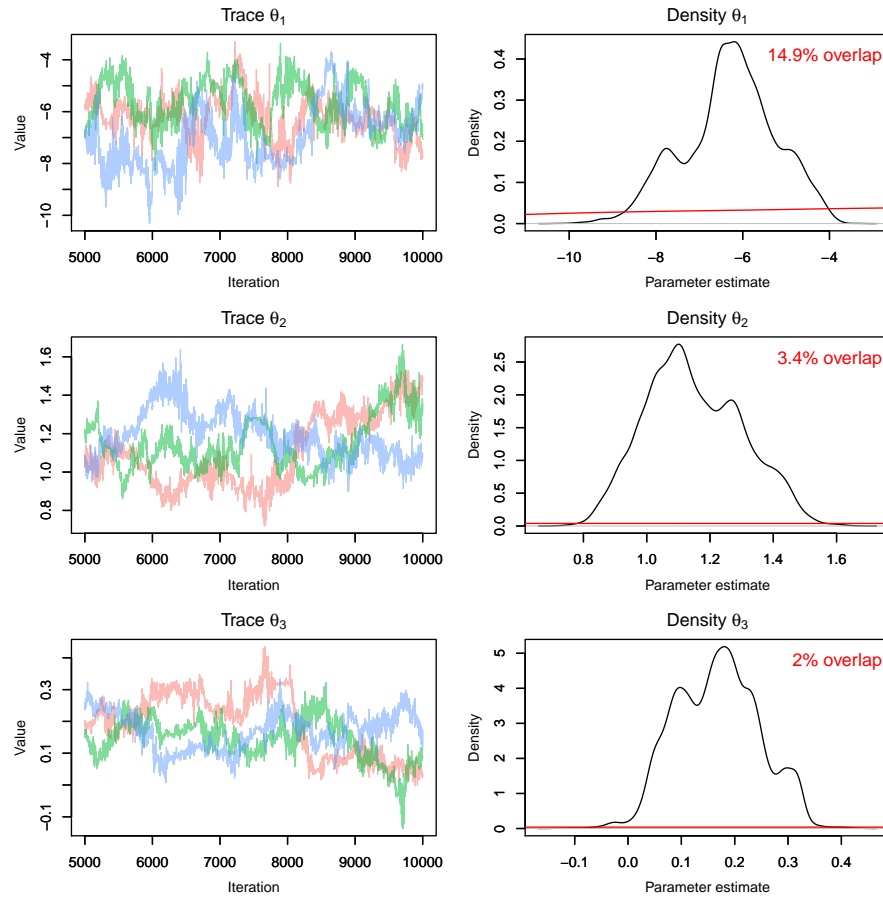 Trace θ1
Value
-4
-6
-8
-10
5000 6000 7000 8000 9000 10000
Iteration
Density θ1
14.9% overlap
Density
0.4
0.3
0.2
0.1
0.0
−10 −8 −6 −4
Parameter estimate
Trace θ2
Value
1.6
1.4
1.2
1.0
0.8
5000 6000 7000 8000 9000 10000
Iteration
Density θ2
3.4% overlap
Density
2.5
2.0
1.5
1.0
0.5
0.0
0.8 1.0 1.2 1.4 1.6
Parameter estimate
Trace θ3
Value
0.3
0.1
−0.1
5000 6000 7000 8000 9000 10000
Iteration
Density θ3
2% overlap
Density
5
4
3
2
1
0
−0.1 0.0 0.1 0.2 0.3 0.4
Parameter estimate